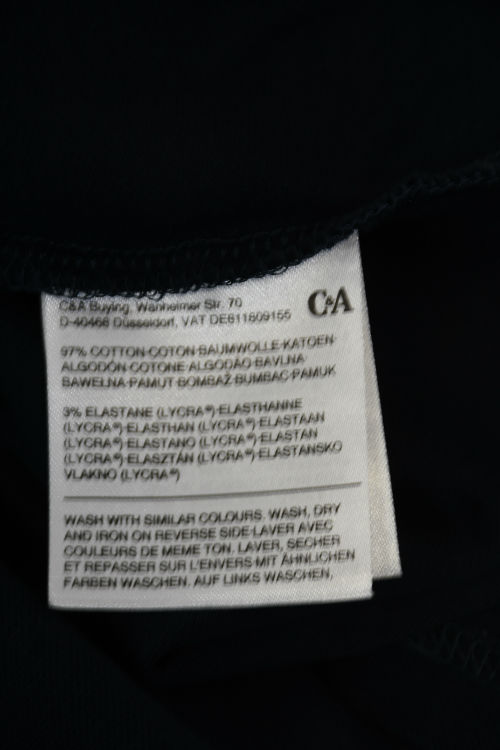 C&A Buying, Wanheimer Str. 70
D-40468 Düsseldorf, VAT DE811809155
C&A
97% COTTON·COTON·BAUMWOLLE·KATOEN·
ALGODÓN·COTONE·ALGODÃO·BAVLNA·
BAWEŁNA·PAMUT·BOMBAŽ·BUMBAC·PAMUK
3% ELASTANE (LYCRA®)·ELASTHANNE
(LYCRA®)·ELASTHAN (LYCRA®)·ELASTAAN
(LYCRA®)·ELASTANO (LYCRA®)·ELASTAN
(LYCRA®)·ELASZTÁN (LYCRA®)·ELASTANSKO
VLAKNO (LYCRA®)
WASH WITH SIMILAR COLOURS. WASH, DRY
AND IRON ON REVERSE SIDE·LAVER AVEC
COULEURS DE MEME TON. LAVER, SECHER
ET REPASSER SUR L'ENVERS·MIT ÄHNLICHEN
FARBEN WASCHEN. AUF LINKS WASCHEN,